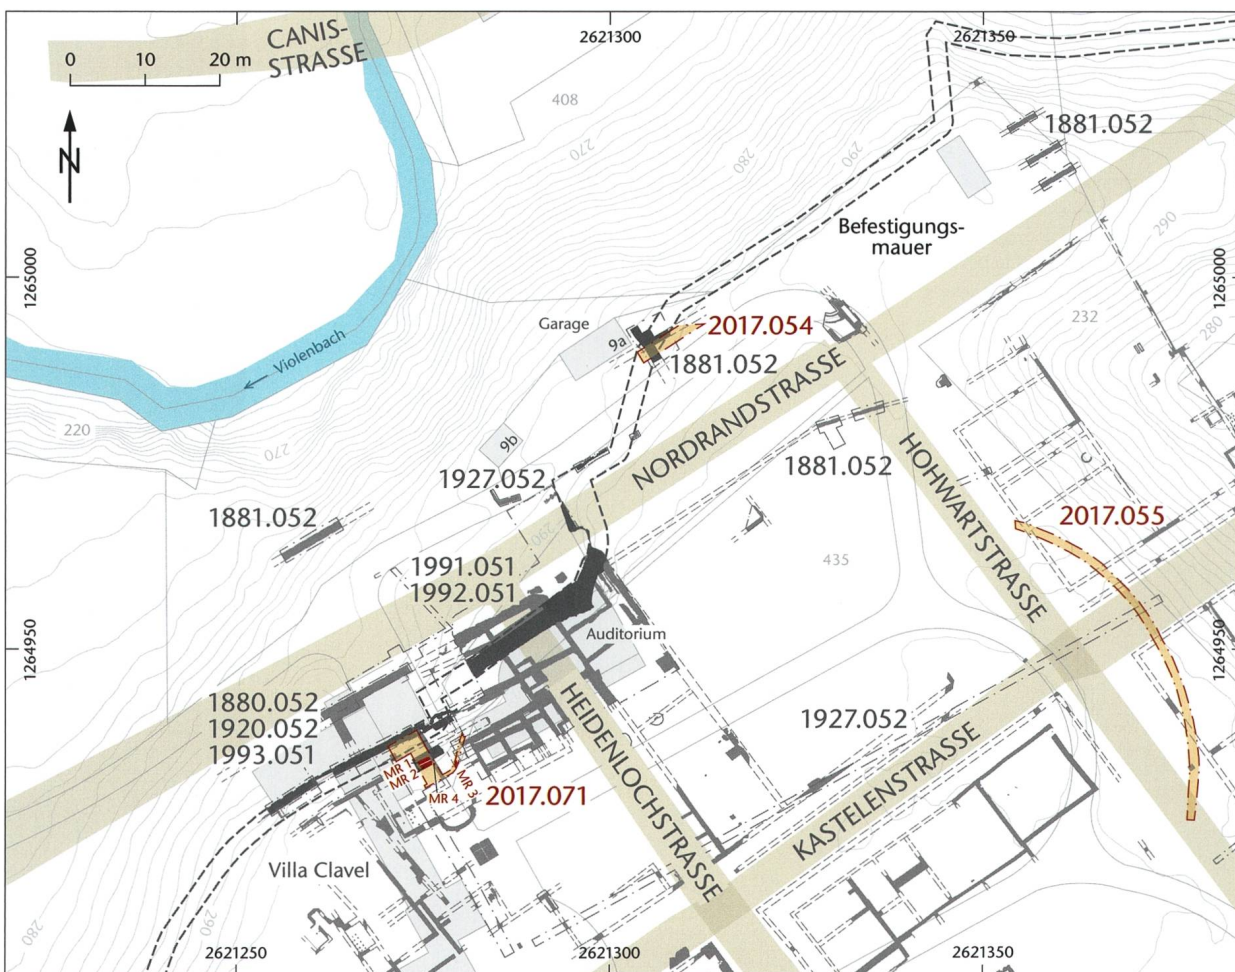 CANIS-
STRASSE
2621300
2621350
0 10 20 m
N
408
270
280
290
1881.052
Befestigungs-
mauer
290
1265000
1265000
Garage
9a
2017.054
232
280
Violenbach
1881.052
NORDRANDSTRASSE
220
270
9b
1927.052
1881.052
HOHWARTSTRASSE
1881.052
290
2017.055
1991.051
1992.051
435
Auditorium
1264950
1264950
1880.052
1920.052
1993.051
HEIDENLOCHSTRASSE
1927.052
MR 1
MR 2
MR 3
MR 4
2017.071
KASTELENSTRASSE
Villa Clavel
280
290
2621250
2621300
2621350